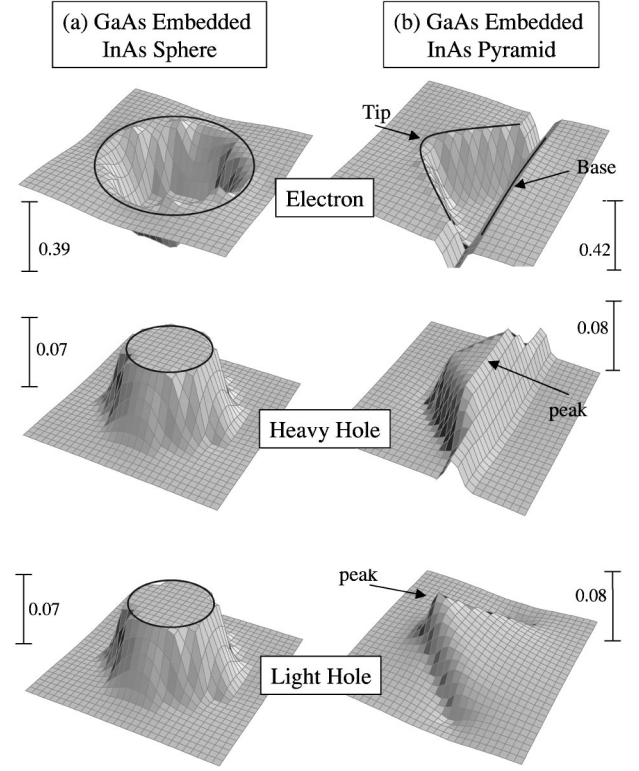 (a) GaAs Embedded
InAs Sphere
(b) GaAs Embedded
InAs Pyramid
Tip
Base
Electron
0.39
0.42
0.07
0.08
peak
Heavy Hole
peak
0.07
0.08
Light Hole